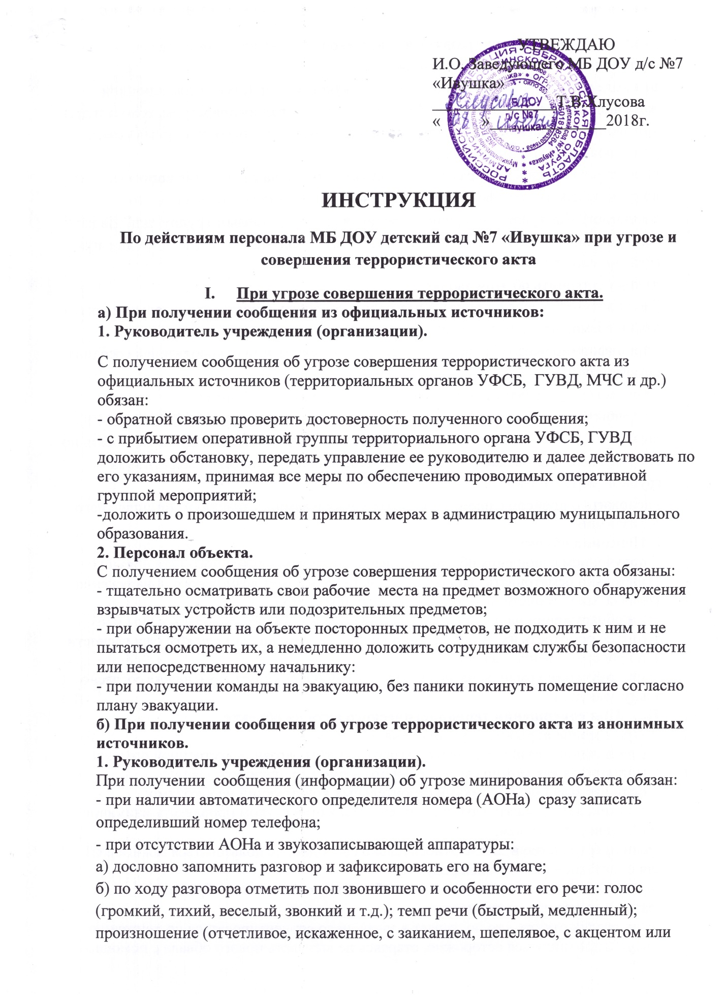 УТВЕРЖДАЮ
И.О. Заведующего МБ ДОУ д/с №7
«Ивушка»
Хлусова Т.В.Хлусова
« » 2018г.
РОССИЙСКАЯ ФЕДЕРАЦИЯ СВЕРДЛОВСКАЯ ОБЛАСТЬ
БДОУ
д/с №7
«Ивушка»
ИНСТРУКЦИЯ
По действиям персонала МБ ДОУ детский сад №7 «Ивушка» при угрозе и
совершения террористического акта
I. При угрозе совершения террористического акта.
а) При получении сообщения из официальных источников:
1. Руководитель учреждения (организации).
С получением сообщения об угрозе совершения террористического акта из
официальных источников (территориальных органов УФСБ, ГУВД, МЧС и др.)
обязан:
- обратной связью проверить достоверность полученного сообщения;
- с прибытием оперативной группы территориального органа УФСБ, ГУВД
доложить обстановку, передать управление ее руководителю и далее действовать по
его указаниям, принимая все меры по обеспечению проводимых оперативной
группой мероприятий;
-доложить о произошедшем и принятых мерах в администрацию муницыпального
образования.
2. Персонал объекта.
С получением сообщения об угрозе совершения террористического акта обязаны:
- тщательно осматривать свои рабочие места на предмет возможного обнаружения
взрывчатых устройств или подозрительных предметов;
- при обнаружении на объекте посторонных предметов, не подходить к ним и не
пытаться осмотреть их, а немедленно доложить сотрудникам службы безопасности
или непосредственному начальнику:
- при получении команды на эвакуацию, без паники покинуть помещение согласно
плану эвакуации.
б) При получении сообщения об угрозе террористического акта из анонимных
источников.
1. Руководитель учреждения (организации).
При получении сообщения (информации) об угрозе минирования объекта обязан:
- при наличии автоматического определителя номера (АОНа) сразу записать
определивший номер телефона;
- при отсутствии АОНа и звукозаписывающей аппаратуры:
а) дословно запомнить разговор и зафиксировать его на бумаге;
б) по ходу разговора отметить пол звонившего и особенности его речи: голос
(громкий, тихий, веселый, звонкий и т.д.); темп речи (быстрый, медленный);
произношение (отчетливое, искаженное, с заиканием, шепелявое, с акцентом или